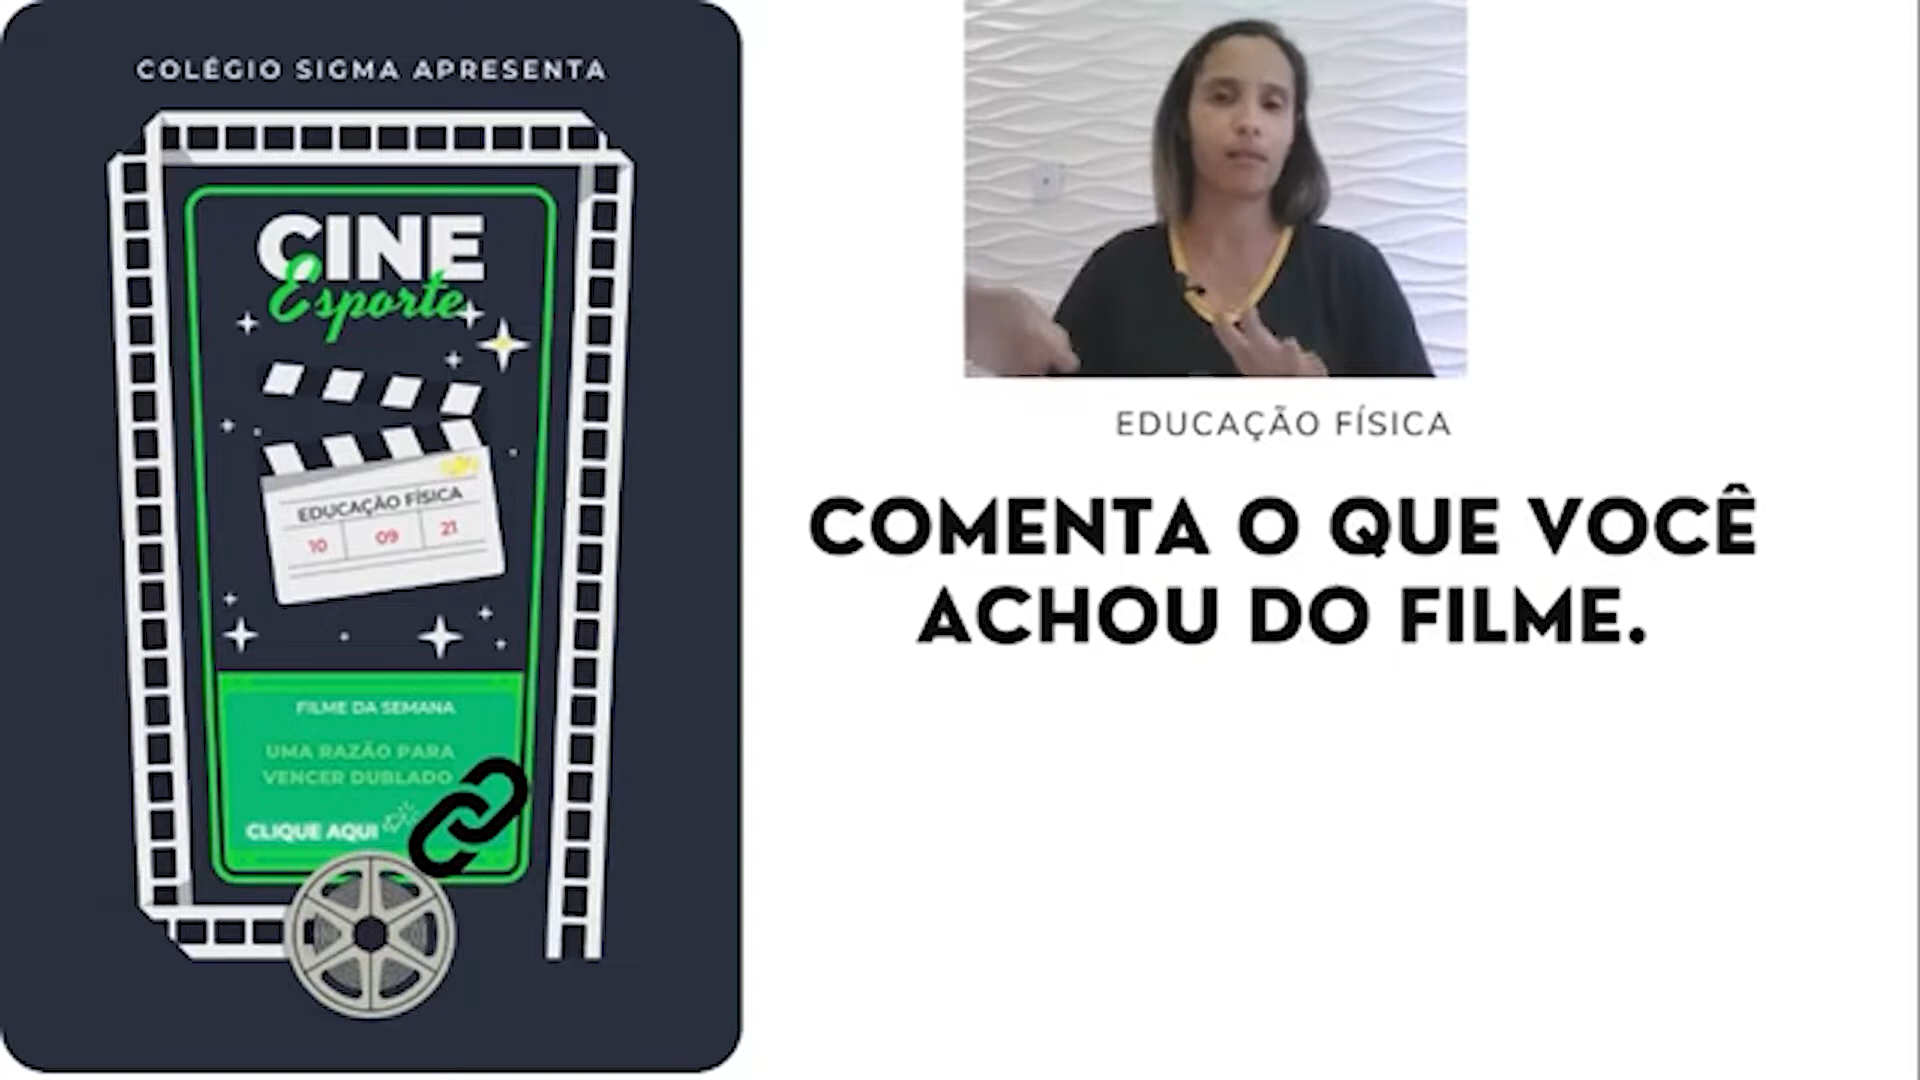 COLÉGIO SIGMA APRESENTA
CINE
Esporte
EDUCAÇÃO FÍSICA
10 09 21
FILME DA SEMANA
UMA RAZÃO PARA
VENCER DUBLADO
CLIQUE AQUI
EDUCAÇÃO FÍSICA
COMENTA O QUE VOCÊ
ACHOU DO FILME.